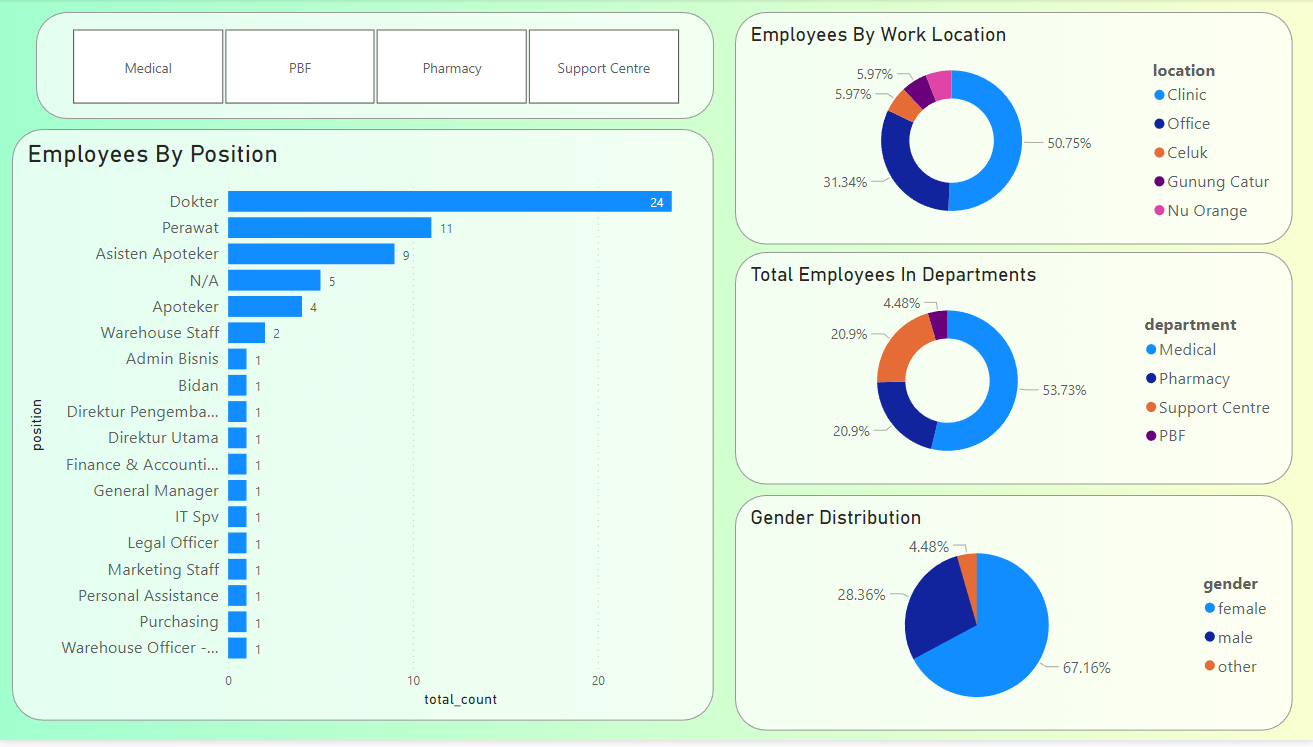 Medical
PBF
Pharmacy
Support Centre
Employees By Position
position
Dokter 24
Perawat 11
Asisten Apoteker 9
N/A 5
Apoteker 4
Warehouse Staff 2
Admin Bisnis 1
Bidan 1
Direktur Pengemba... 1
Direktur Utama 1
Finance & Accounti... 1
General Manager 1
IT Spv 1
Legal Officer 1
Marketing Staff 1
Personal Assistance 1
Purchasing 1
Warehouse Officer -... 1
0 10 20
total_count
Employees By Work Location
5.97%
5.97%
31.34%
50.75%
location
Clinic
Office
Celuk
Gunung Catur
Nu Orange
Total Employees In Departments
4.48%
20.9%
20.9%
53.73%
department
Medical
Pharmacy
Support Centre
PBF
Gender Distribution
4.48%
28.36%
67.16%
gender
female
male
other